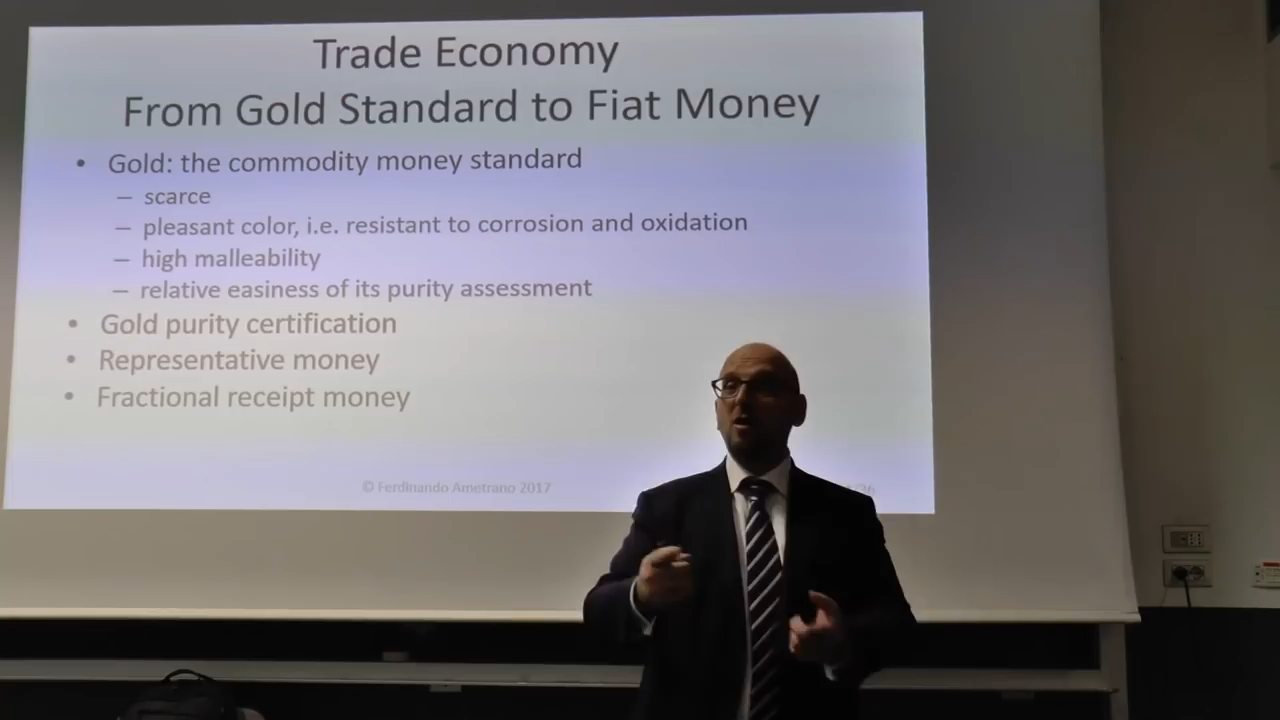 Trade Economy
From Gold Standard to Fiat Money
• Gold: the commodity money standard
– scarce
– pleasant color, i.e. resistant to corrosion and oxidation
– high malleability
– relative easiness of its purity assessment
• Gold purity certification
• Representative money
• Fractional receipt money
© Ferdinando Ametrano 2017